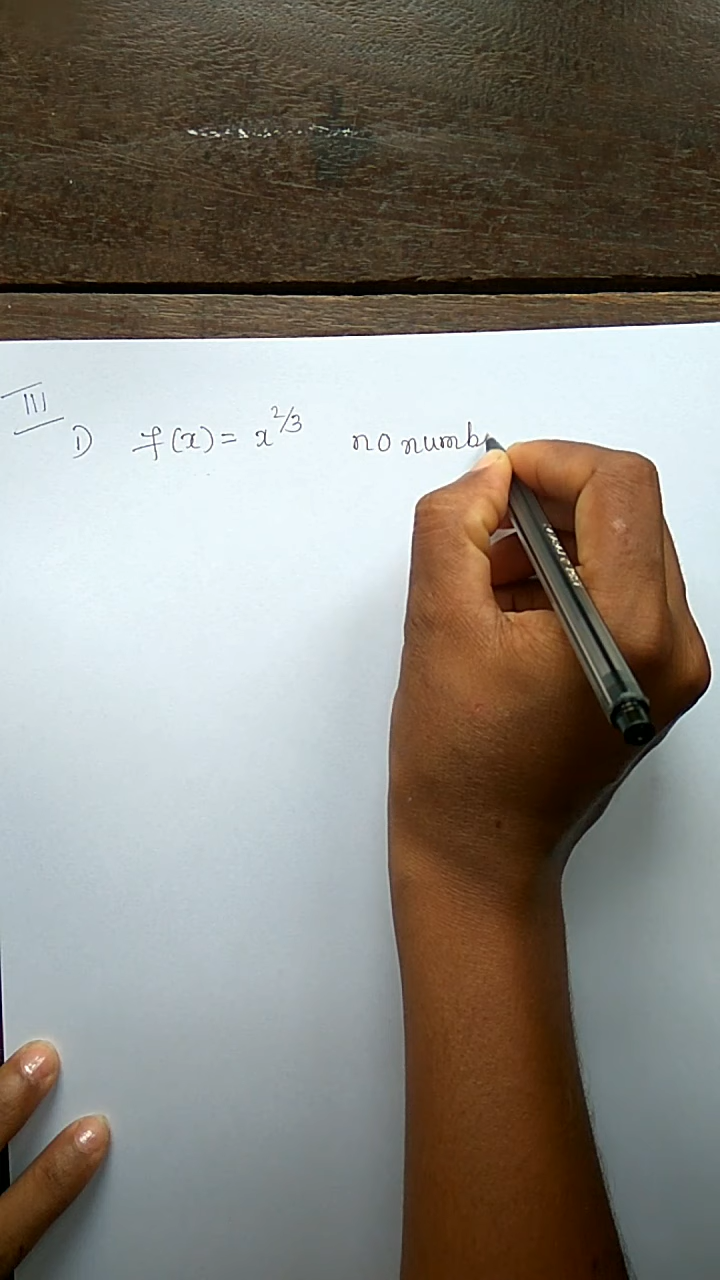 III
1) f(x) = x^2/3 no numb